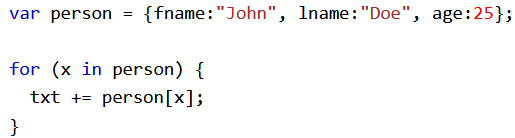 var person = {fname:"John", lname:"Doe", age:25};
for (x in person) {
  txt += person[x];
}